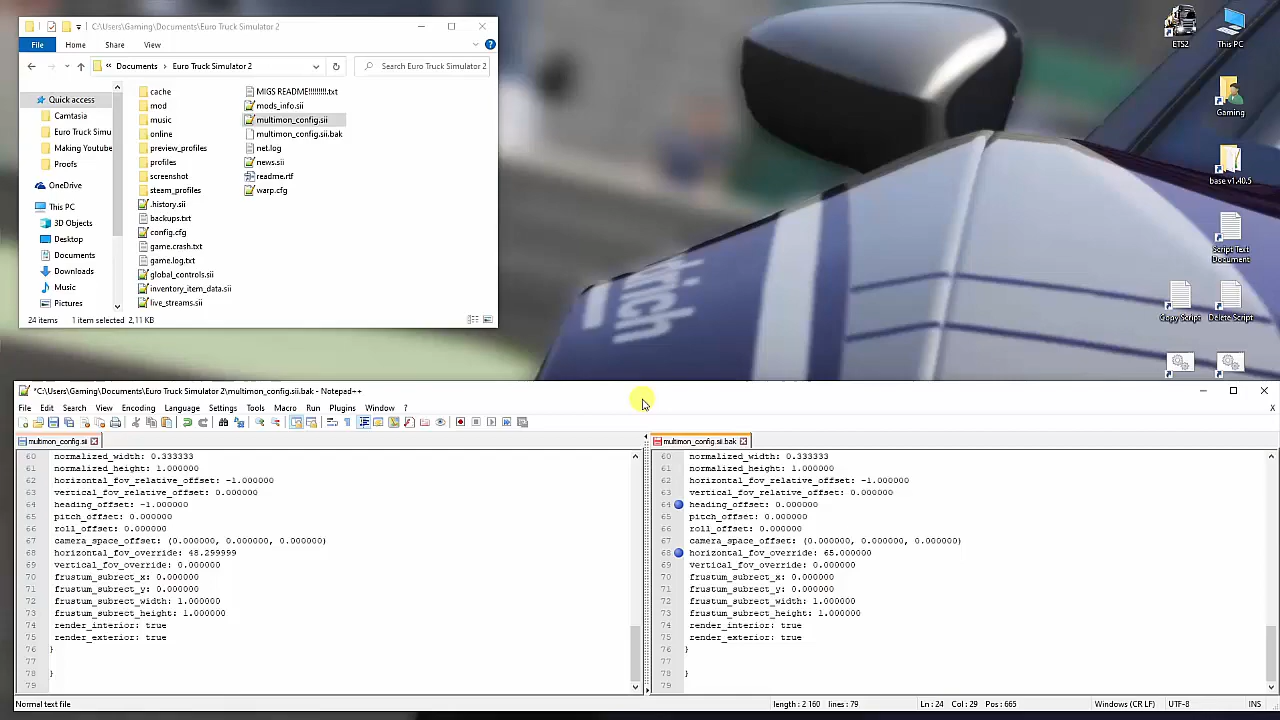 C:\Users\Gaming\Documents\Euro Truck Simulator 2
File Home Share View
Documents > Euro Truck Simulator 2
Search Euro Truck Simulator 2
Quick access
Camtasia
Euro Truck Simu
Making Youtube
Proofs
OneDrive
This PC
3D Objects
Desktop
Documents
Downloads
Music
Pictures
cache
mod
music
online
preview_profiles
profiles
screenshot
steam_profiles
.history.sii
backups.txt
config.cfg
game.crash.txt
game.log.txt
global_controls.sii
inventory_item_data.sii
live_streams.sii
MIGS README!!!!!!!!!.txt
mods_info.sii
multimon_config.sii
multimon_config.sii.bak
net.log
news.sii
readme.rtf
warp.cfg
24 items 1 item selected 2,11 KB
ETS2
This PC
Gaming
base v1.40.5
Script Text
Document
Copy Script
Delete Script
*C:\Users\Gaming\Documents\Euro Truck Simulator 2\multimon_config.sii.bak - Notepad++
File Edit Search View Encoding Language Settings Tools Macro Run Plugins Window ? X
multimon_config.sii
60 normalized_width: 0.333333
61 normalized_height: 1.000000
62 horizontal_fov_relative_offset: -1.000000
63 vertical_fov_relative_offset: 0.000000
64 heading_offset: -1.000000
65 pitch_offset: 0.000000
66 roll_offset: 0.000000
67 camera_space_offset: (0.000000, 0.000000, 0.000000)
68 horizontal_fov_override: 48.299999
69 vertical_fov_override: 0.000000
70 frustum_subrect_x: 0.000000
71 frustum_subrect_y: 0.000000
72 frustum_subrect_width: 1.000000
73 frustum_subrect_height: 1.000000
74 render_interior: true
75 render_exterior: true
76 }
77
78 }
79
multimon_config.sii.bak
60 normalized_width: 0.333333
61 normalized_height: 1.000000
62 horizontal_fov_relative_offset: -1.000000
63 vertical_fov_relative_offset: 0.000000
64 heading_offset: 0.000000
65 pitch_offset: 0.000000
66 roll_offset: 0.000000
67 camera_space_offset: (0.000000, 0.000000, 0.000000)
68 horizontal_fov_override: 65.000000
69 vertical_fov_override: 0.000000
70 frustum_subrect_x: 0.000000
71 frustum_subrect_y: 0.000000
72 frustum_subrect_width: 1.000000
73 frustum_subrect_height: 1.000000
74 render_interior: true
75 render_exterior: true
76 }
77
78 }
79
Normal text file length : 2 160 lines : 79 Ln : 24 Col : 29 Pos : 665 Windows (CR LF) UTF-8 INS